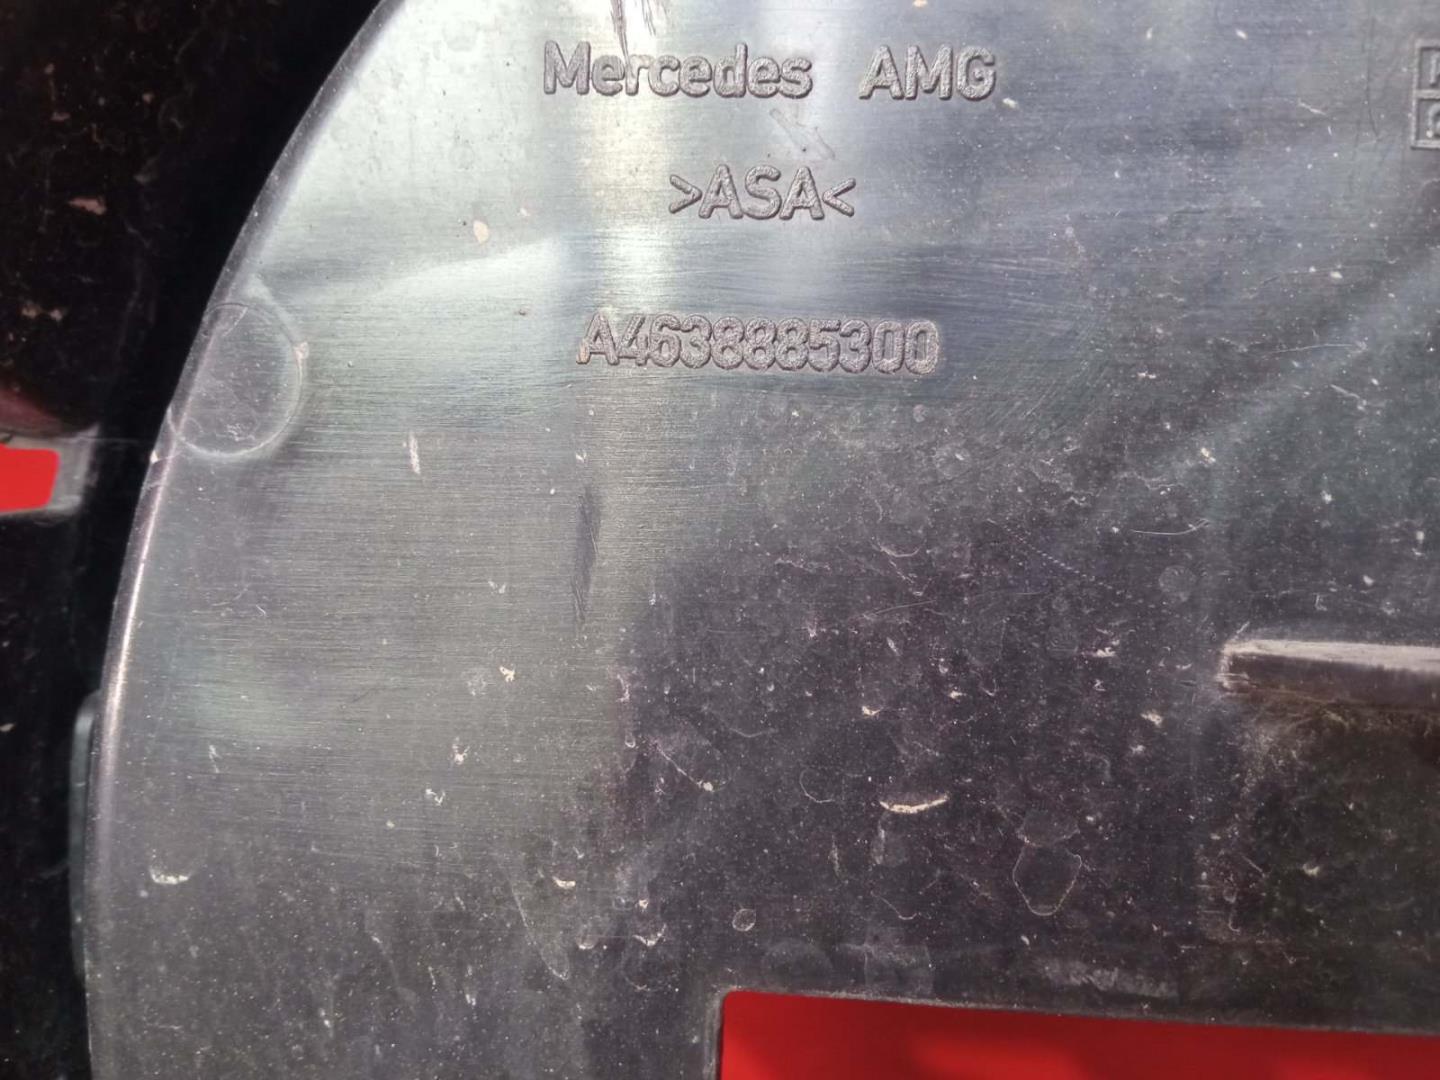 Mercedes AMG
>ASA<
A4638885300